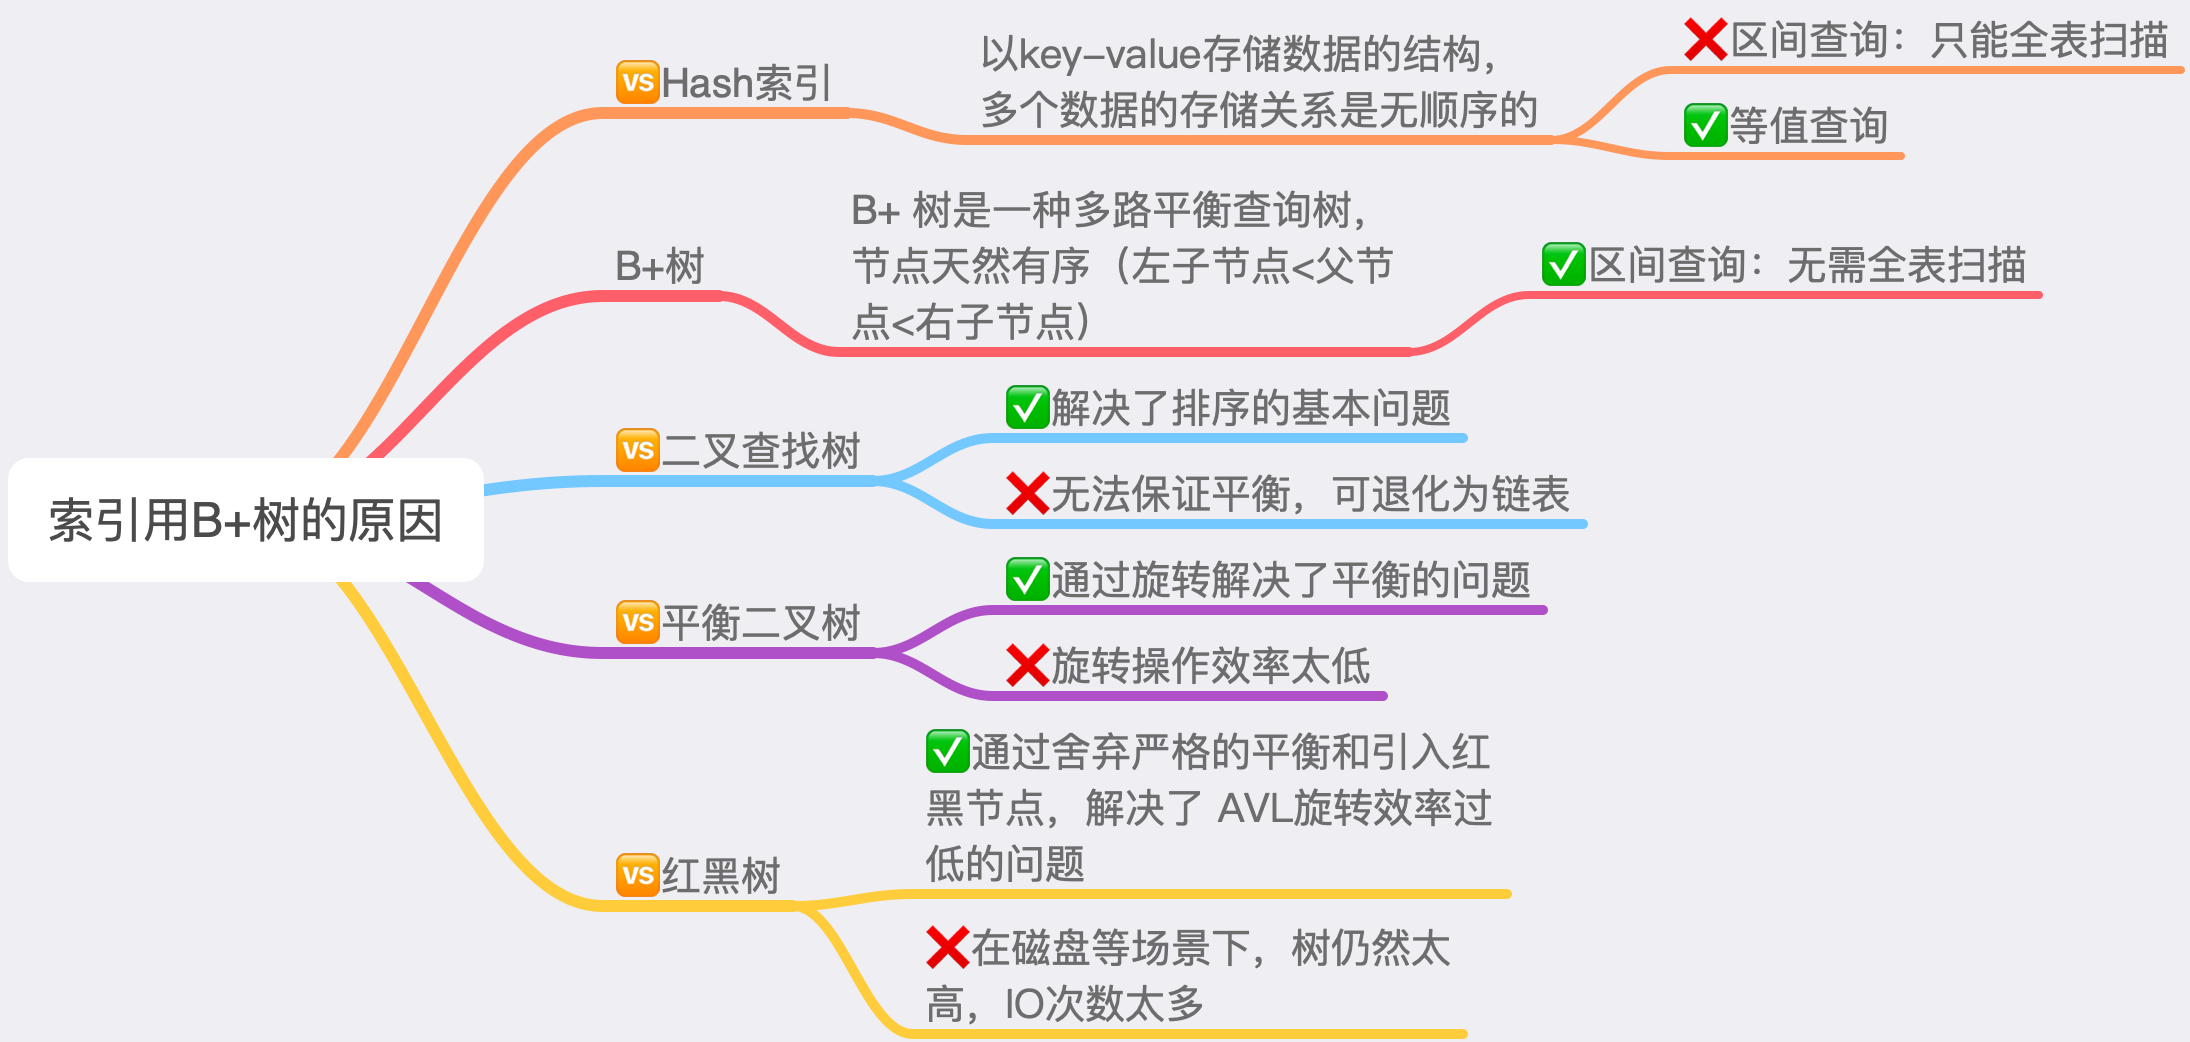 索引用B+树的原因
🆚Hash索引
以key-value存储数据的结构，
多个数据的存储关系是无顺序的
❌区间查询：只能全表扫描
✅等值查询
B+树
B+ 树是一种多路平衡查询树，
节点天然有序（左子节点<父节
点<右子节点）
✅区间查询：无需全表扫描
🆚二叉查找树
✅解决了排序的基本问题
❌无法保证平衡，可退化为链表
🆚平衡二叉树
✅通过旋转解决了平衡的问题
❌旋转操作效率太低
🆚红黑树
✅通过舍弃严格的平衡和引入红
黑节点，解决了 AVL旋转效率过
低的问题
❌在磁盘等场景下，树仍然太
高，IO次数太多